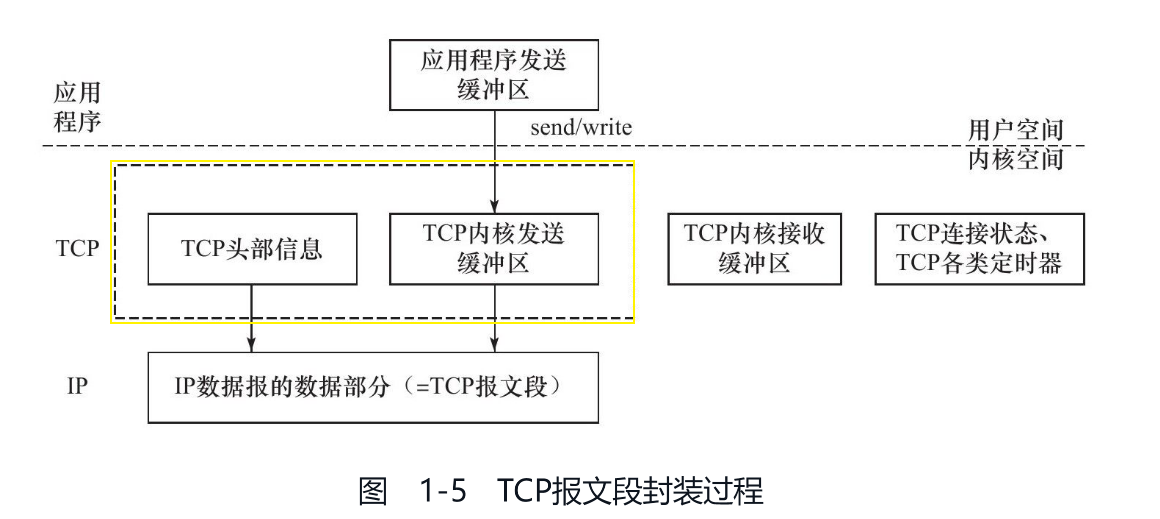 应用程序发送
缓冲区
应用
程序
send/write
用户空间
内核空间
TCP
TCP头部信息
TCP内核发送
缓冲区
TCP内核接收
缓冲区
TCP连接状态、
TCP各类定时器
IP
IP数据报的数据部分（=TCP报文段）
图 1-5 TCP报文段封装过程